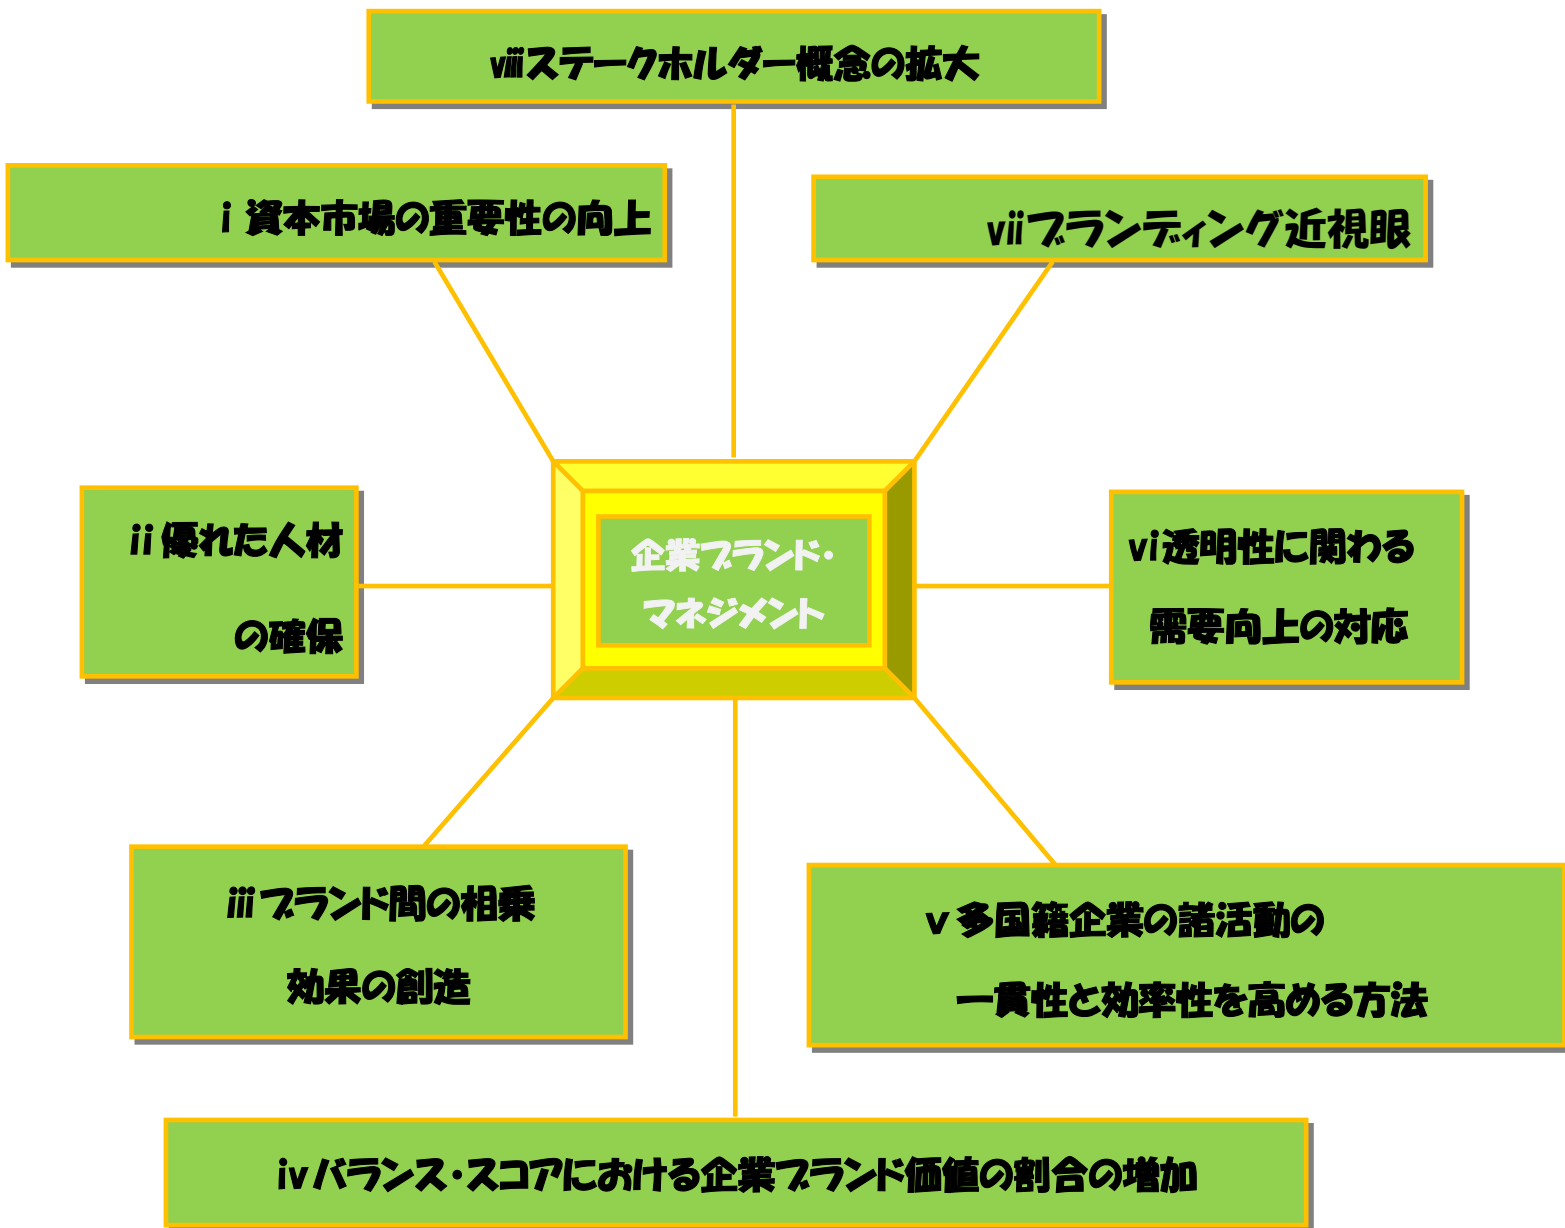 ⅷステークホルダー概念の拡大
ⅰ 資本市場の重要性の向上
ⅶブランディング近視眼
ⅱ優れた人材
の確保
企業ブランド・
マネジメント
ⅵ透明性に関わる
需要向上の対応
ⅲブランド間の相乗
効果の創造
ⅴ多国籍企業の諸活動の
一貫性と効率性を高める方法
ⅳバランス・スコアにおける企業ブランド価値の割合の増加